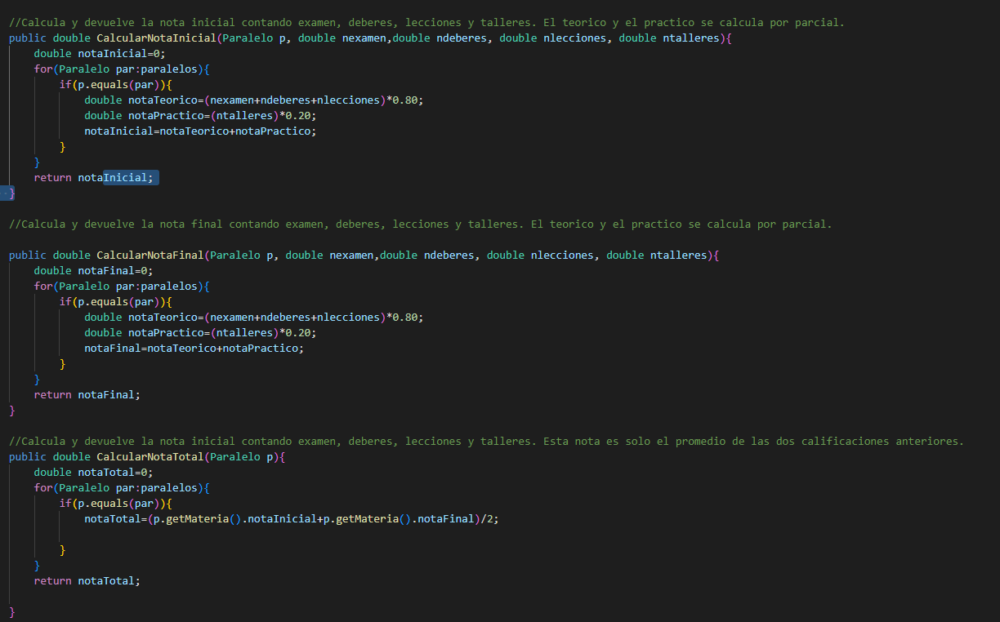 //Calcula y devuelve la nota inicial contando examen, deberes, lecciones y talleres. El teorico y el practico se calcula por parcial.
public double CalcularNotaInicial(Paralelo p, double nexamen,double ndeberes, double nlecciones, double ntalleres){
    double notaInicial=0;
    for(Paralelo par:paralelos){
        if(p.equals(par)){
            double notaTeorico=(nexamen+ndeberes+nlecciones)*0.80;
            double notaPractico=(ntalleres)*0.20;
            notaInicial=notaTeorico+notaPractico;
        }
    }
    return notaInicial;
}
//Calcula y devuelve la nota final contando examen, deberes, lecciones y talleres. El teorico y el practico se calcula por parcial.
public double CalcularNotaFinal(Paralelo p, double nexamen,double ndeberes, double nlecciones, double ntalleres){
    double notaFinal=0;
    for(Paralelo par:paralelos){
        if(p.equals(par)){
            double notaTeorico=(nexamen+ndeberes+nlecciones)*0.80;
            double notaPractico=(ntalleres)*0.20;
            notaFinal=notaTeorico+notaPractico;
        }
    }
    return notaFinal;
}
//Calcula y devuelve la nota inicial contando examen, deberes, lecciones y talleres. Esta nota es solo el promedio de las dos calificaciones anteriores.
public double CalcularNotaTotal(Paralelo p){
    double notaTotal=0;
    for(Paralelo par:paralelos){
        if(p.equals(par)){
            notaTotal=(p.getMateria().notaInicial+p.getMateria().notaFinal)/2;
        }
    }
    return notaTotal;
}